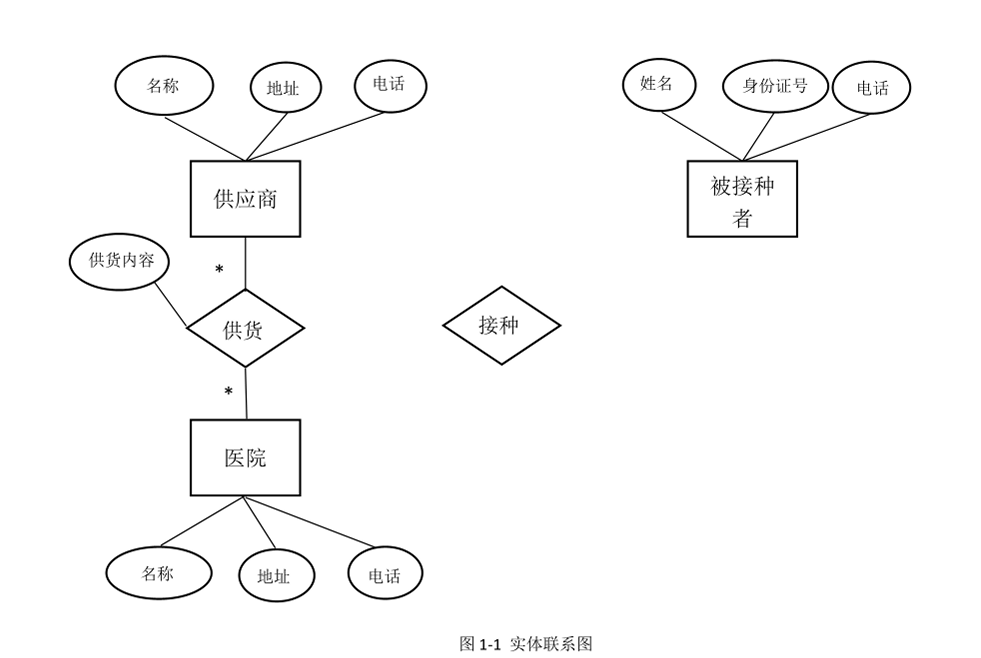 名称
地址
电话
姓名
身份证号
电话
供应商
被接种
者
供货内容
*
供货
接种
*
医院
名称
地址
电话
图 1-1 实体联系图